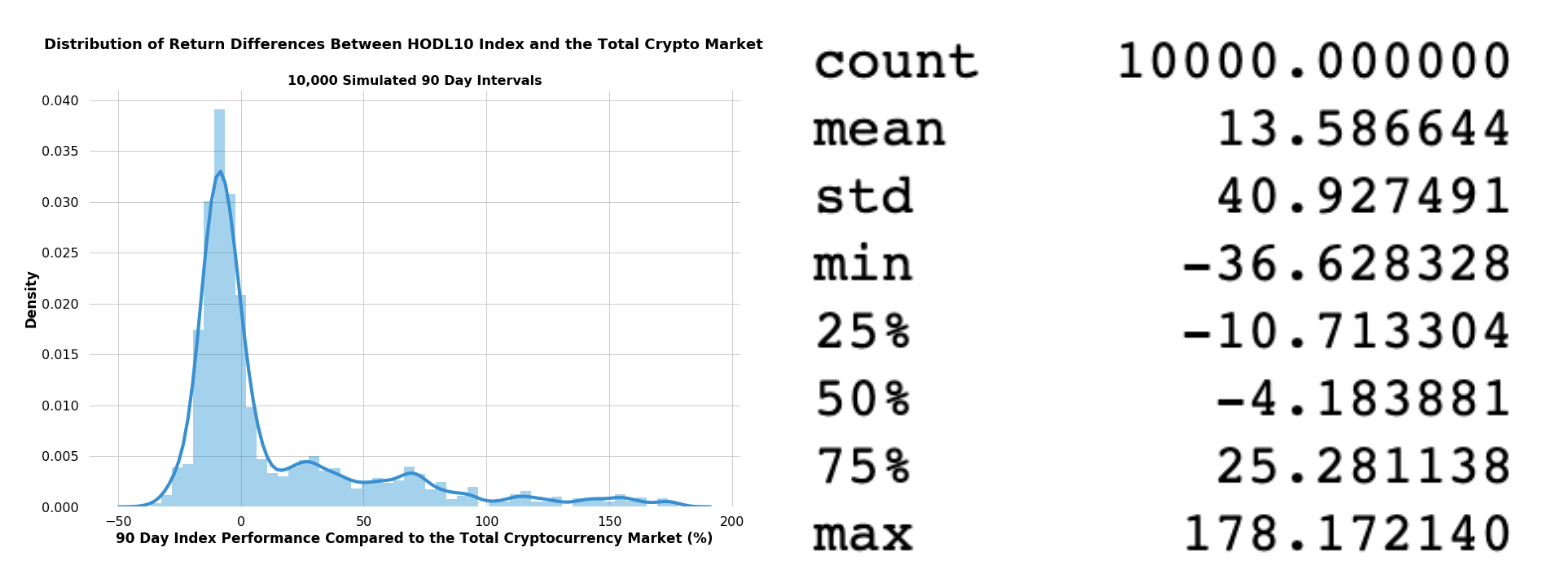 Distribution of Return Differences Between HODL10 Index and the Total Crypto Market
10,000 Simulated 90 Day Intervals
0.040
0.035
0.030
0.025
0.020
0.015
0.010
0.005
0.000
Density
−50 0 50 100 150 200
90 Day Index Performance Compared to the Total Cryptocurrency Market (%)
count 10000.000000
mean 13.586644
std 40.927491
min -36.628328
25% -10.713304
50% -4.183881
75% 25.281138
max 178.172140